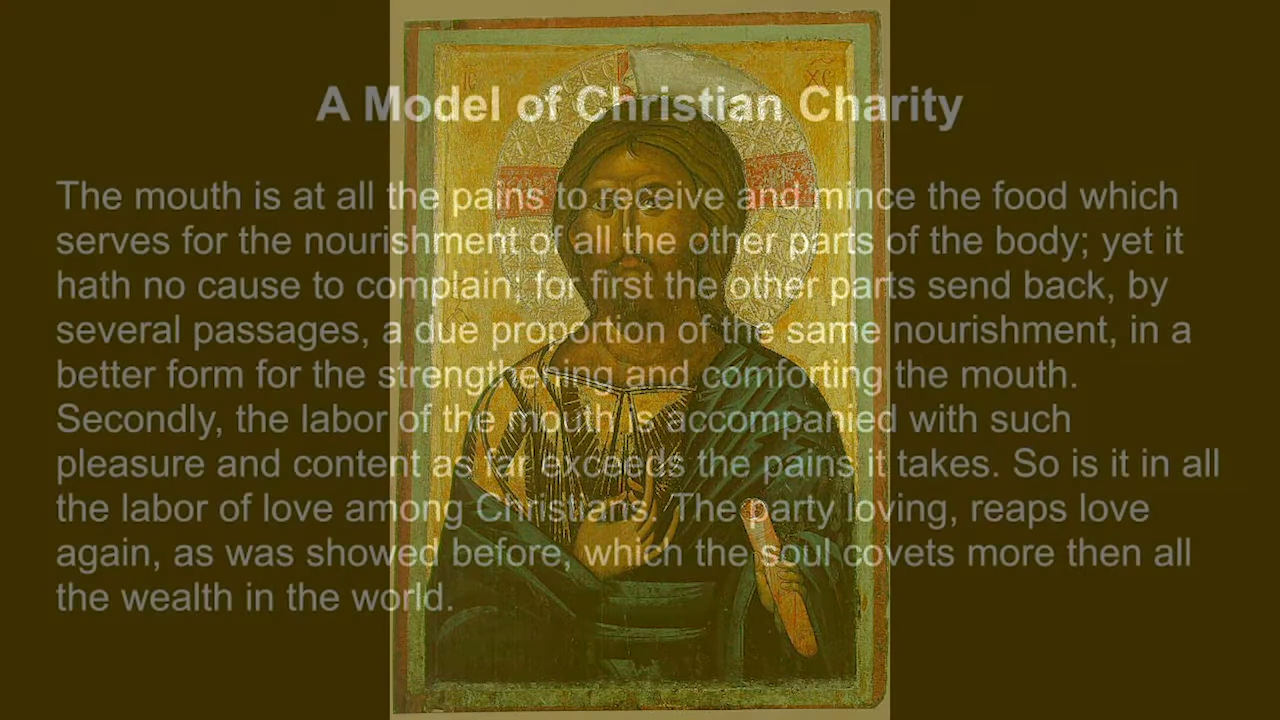 A Model of Christian Charity
The mouth is at all the pains to receive and mince the food which
serves for the nourishment of all the other parts of the body; yet it
hath no cause to complain; for first the other parts send back, by
several passages, a due proportion of the same nourishment, in a
better form for the strengthening and comforting the mouth.
Secondly, the labor of the mouth is accompanied with such
pleasure and content as far exceeds the pains it takes. So is it in all
the labor of love among Christians. The party loving, reaps love
again, as was showed before, which the soul covets more then all
the wealth in the world.